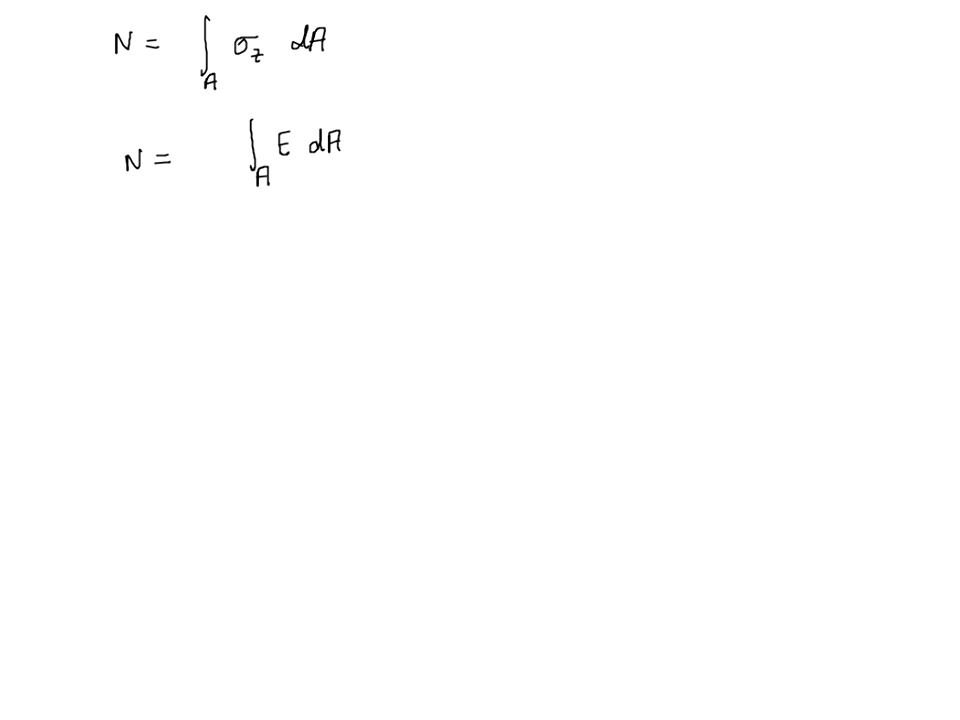 N = ∫_A σ_z dA
N = ∫_A E dA